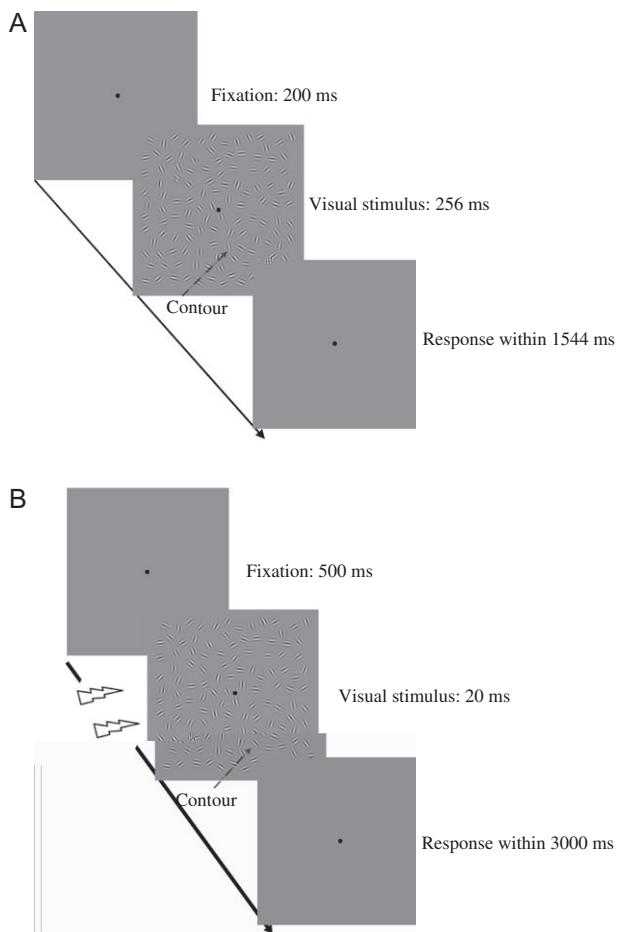 A
Fixation: 200 ms
Visual stimulus: 256 ms
Contour
Response within 1544 ms
B
Fixation: 500 ms
Visual stimulus: 20 ms
Contour
Response within 3000 ms